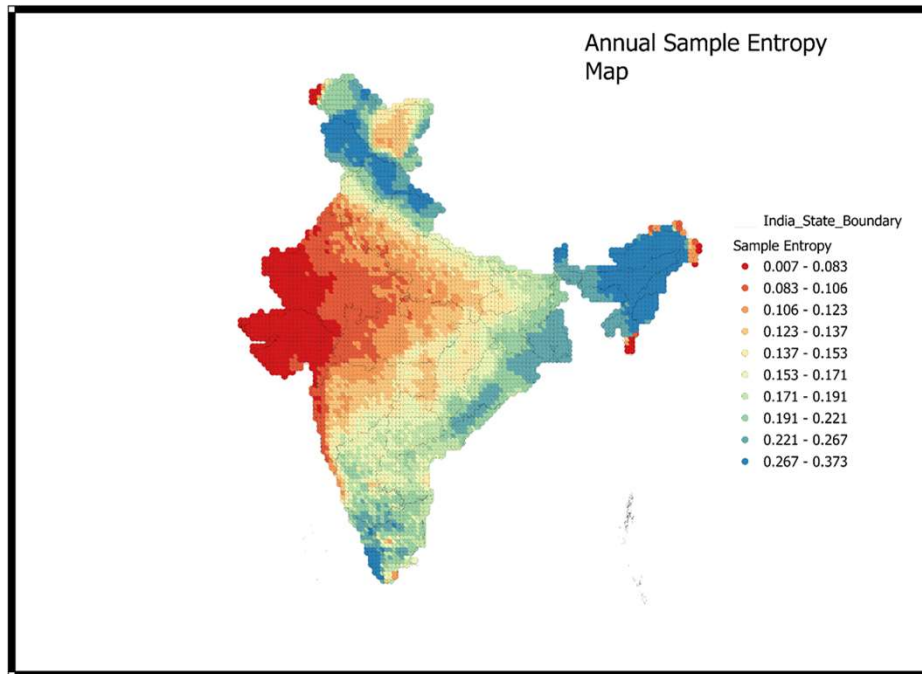 Annual Sample Entropy
Map
India_State_Boundary
Sample Entropy
0.007 - 0.083
0.083 - 0.106
0.106 - 0.123
0.123 - 0.137
0.137 - 0.153
0.153 - 0.171
0.171 - 0.191
0.191 - 0.221
0.221 - 0.267
0.267 - 0.373